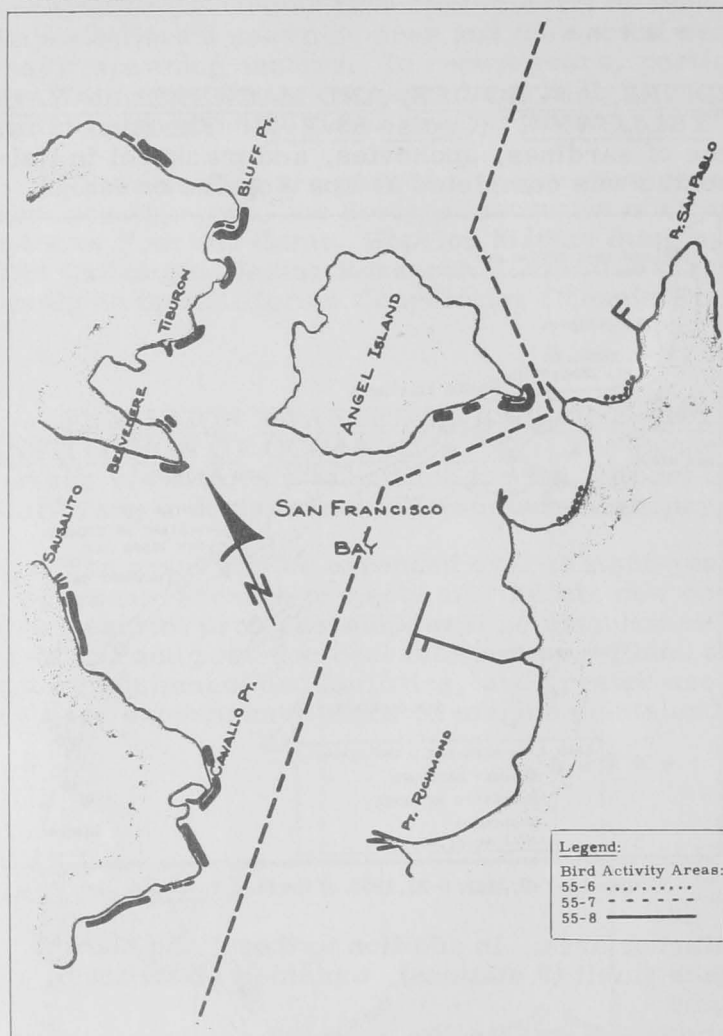 BLUFF PT.
TIBURON
BELVEDERE
SAUSALITO
CAVALLO PT.
ANGEL ISLAND
SAN FRANCISCO
BAY
N
PT. SAN PABLO
PT. RICHMOND
Legend:
Bird Activity Areas:
55-6
55-7
55-8